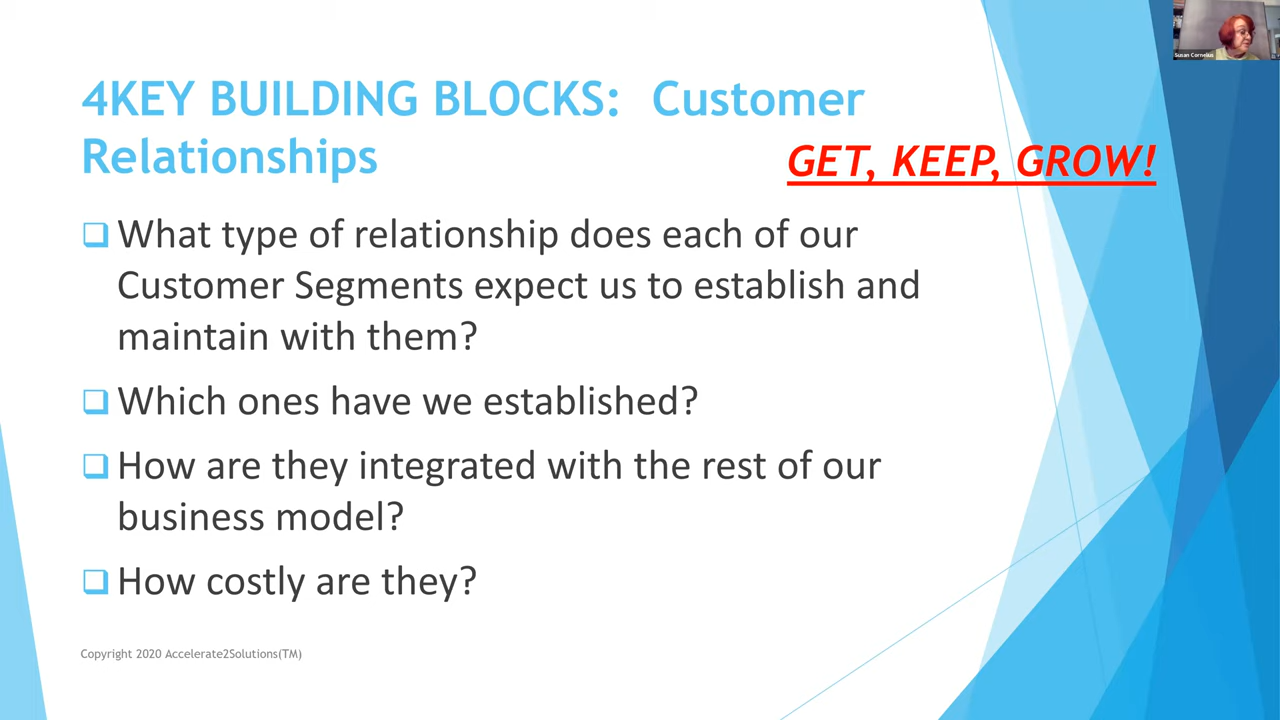 Susan Cornelius
4KEY BUILDING BLOCKS: Customer
Relationships
GET, KEEP, GROW!
What type of relationship does each of our
Customer Segments expect us to establish and
maintain with them?
Which ones have we established?
How are they integrated with the rest of our
business model?
How costly are they?
Copyright 2020 Accelerate2Solutions(TM)